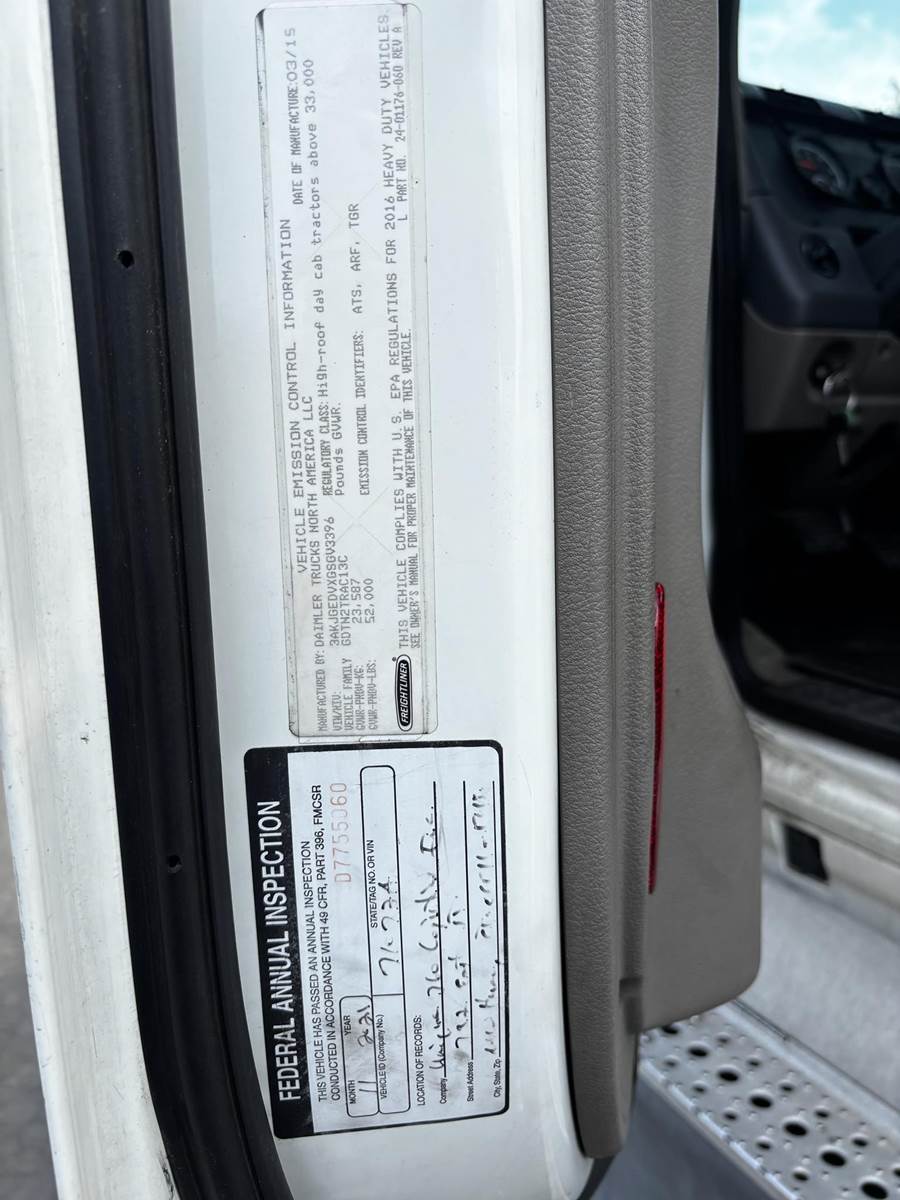 VEHICLE EMISSION CONTROL INFORMATION DATE OF MANUFACTURE:03/15
MANUFACTURED BY: DAIMLER TRUCKS NORTH AMERICA LLC
VIN/NIV: 3AKJGEDVXGSGV3396 REGULATORY CLASS: High-roof day cab tractors above 33,000
VEHICLE FAMILY GDTN2TRAC13C Pounds GVWR.
GVWR-PNBV-KG: 23,587 EMISSION CONTROL IDENTIFIERS: ATS, ARF, TGR
GVWR-PNBV-LBS: 52,000
FREIGHTLINER
THIS VEHICLE COMPLIES WITH U.S. EPA REGULATIONS FOR 2016 HEAVY DUTY VEHICLES.
SEE OWNER'S MANUAL FOR PROPER MAINTENANCE OF THIS VEHICLE. L PART NO. 24-01176-060 REV A
FEDERAL ANNUAL INSPECTION
THIS VEHICLE HAS PASSED AN ANNUAL INSPECTION
CONDUCTED IN ACCORDANCE WITH 49 CFR, PART 396, FMCSR
MONTH 11 YEAR 2021 D7755060
VEHICLE ID (Company No.) STATE/TAG NO. OR VIN
LOCATION OF RECORDS:
Company
Street Address
City, State, Zip